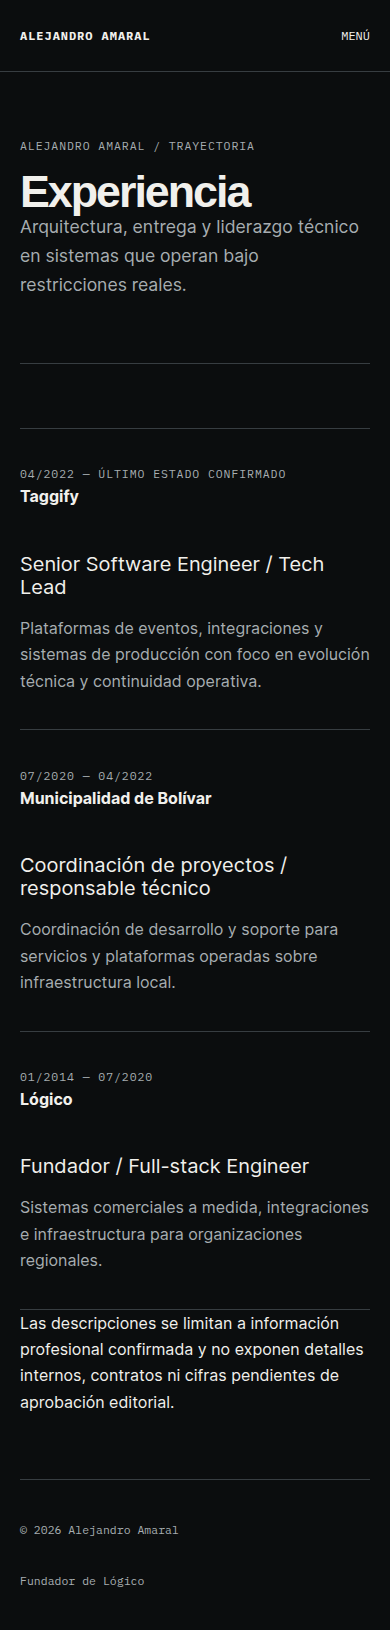 ALEJANDRO AMARAL
MENÚ
ALEJANDRO AMARAL / TRAYECTORIA
Experiencia
Arquitectura, entrega y liderazgo técnico
en sistemas que operan bajo
restricciones reales.
04/2022 — ÚLTIMO ESTADO CONFIRMADO
Taggify
Senior Software Engineer / Tech
Lead
Plataformas de eventos, integraciones y
sistemas de producción con foco en evolución
técnica y continuidad operativa.
07/2020 — 04/2022
Municipalidad de Bolívar
Coordinación de proyectos /
responsable técnico
Coordinación de desarrollo y soporte para
servicios y plataformas operadas sobre
infraestructura local.
01/2014 — 07/2020
Lógico
Fundador / Full-stack Engineer
Sistemas comerciales a medida, integraciones
e infraestructura para organizaciones
regionales.
Las descripciones se limitan a información
profesional confirmada y no exponen detalles
internos, contratos ni cifras pendientes de
aprobación editorial.
© 2026 Alejandro Amaral
Fundador de Lógico